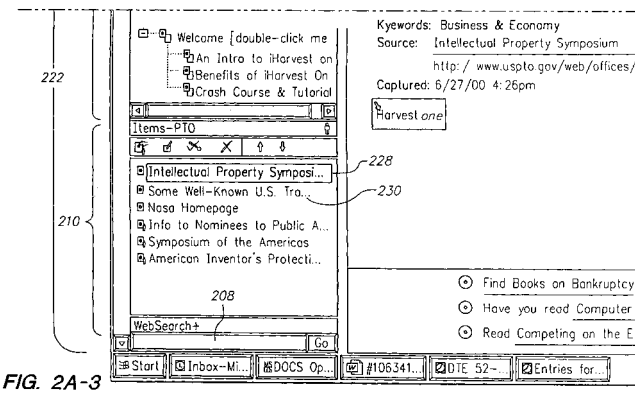 Welcome [double-click me
An Intro to iHarvest on
Benefits of iHarvest On
Crash Course & Tutorial
Items-PTO
Intellectual Property Symposi...
Some Well-Known U.S. Tra...
Nasa Homepage
Info to Nominees to Public A...
Symposium of the Americas
American Inventor's Protecti...
WebSearch+
Go
Kyewords: Business & Economy
Source: Intellectual Property Symposium
http: / www.uspto.gov/web/offices/
Captured: 6/27/00 4: 26pm
Harvest one
Find Books on Bankruptcy
Have you read Computer
Read Competing on the E
222
210
228
230
208
Start
Inbox-Mi...
DOCS Op...
#106341...
DTE 52-...
Entries for...
FIG. 2A-3